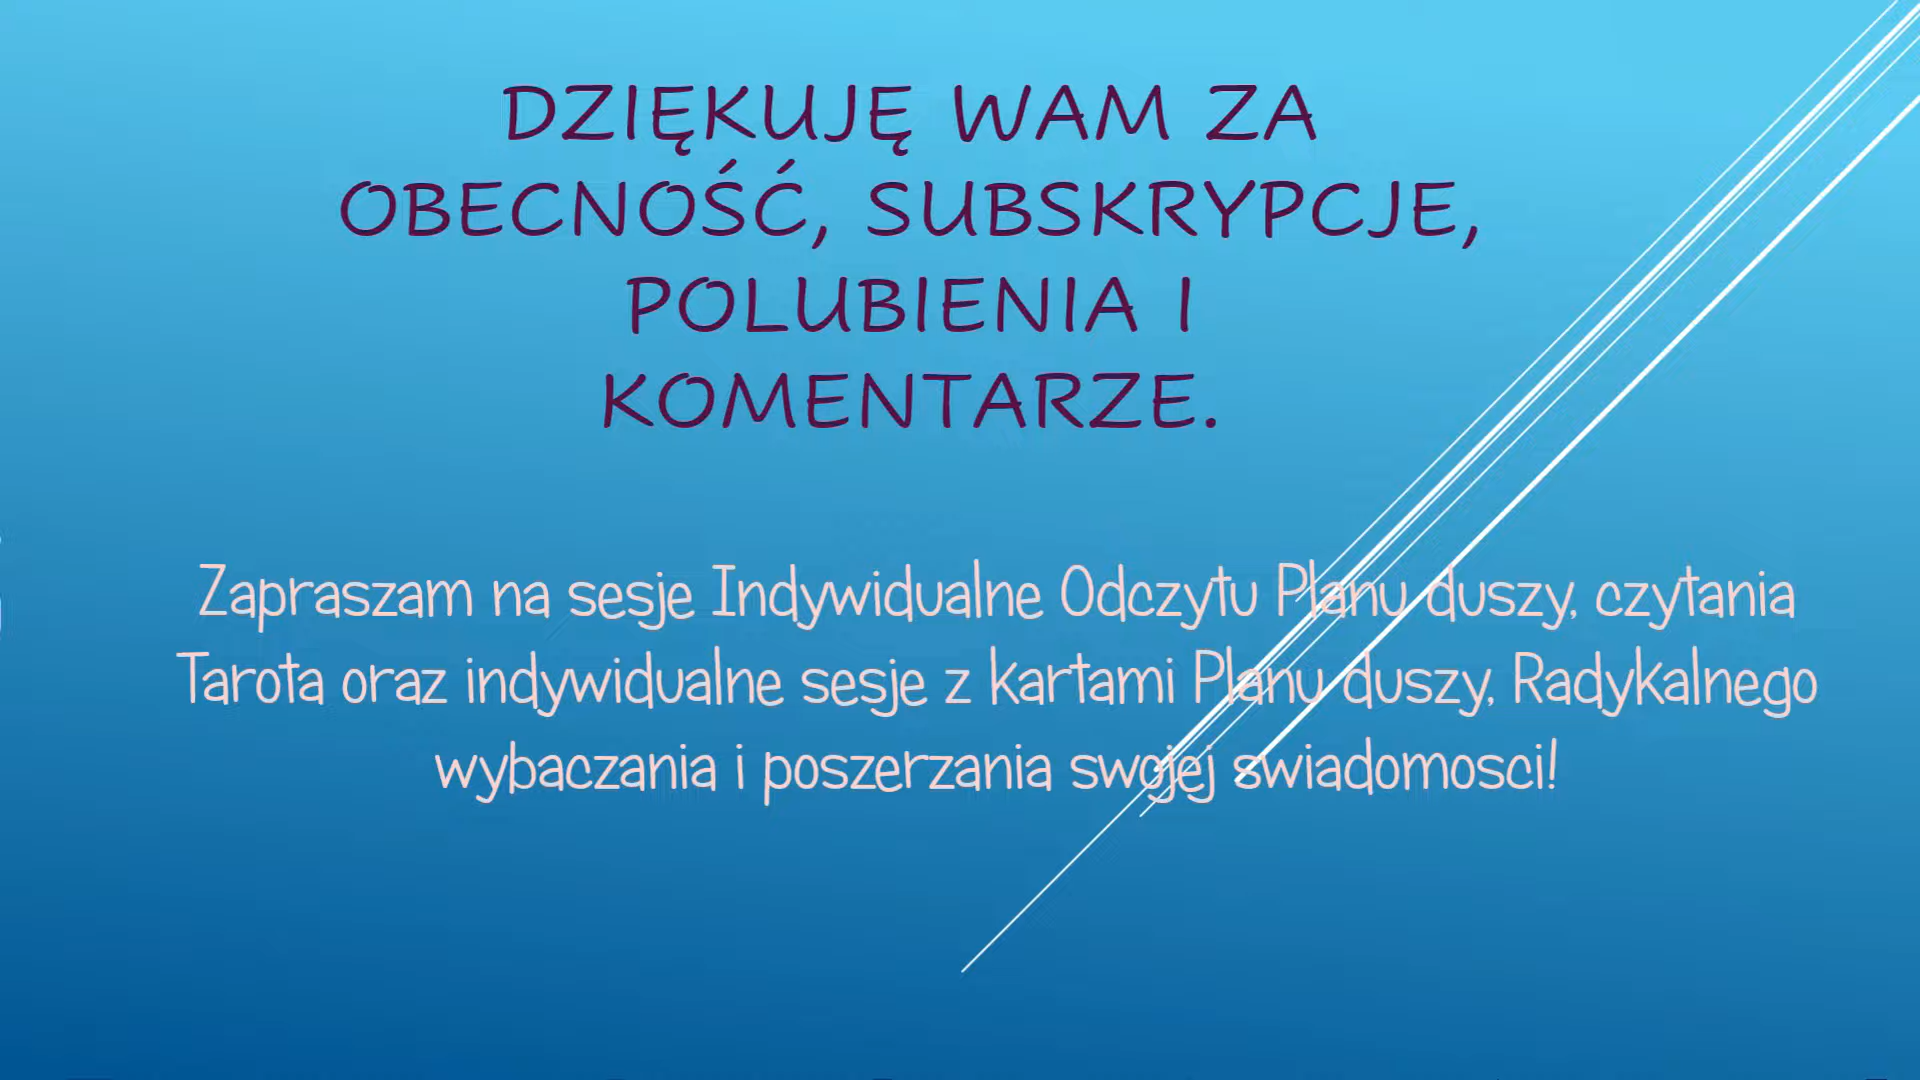 DZIĘKUJĘ WAM ZA
OBECNOŚĆ, SUBSKRYPCJE,
POLUBIENIA I
KOMENTARZE.
Zapraszam na sesje Indywidualne Odczytu Planu duszy, czytania
Tarota oraz indywidualne sesje z kartami Planu duszy, Radykalnego
wybaczania i poszerzania swojej swiadomosci!